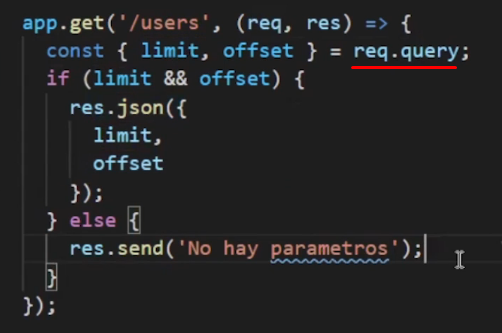 app.get('/users', (req, res) => {
  const { limit, offset } = req.query;
  if (limit && offset) {
    res.json({
      limit,
      offset
    });
  } else {
    res.send('No hay parametros');
  }
});